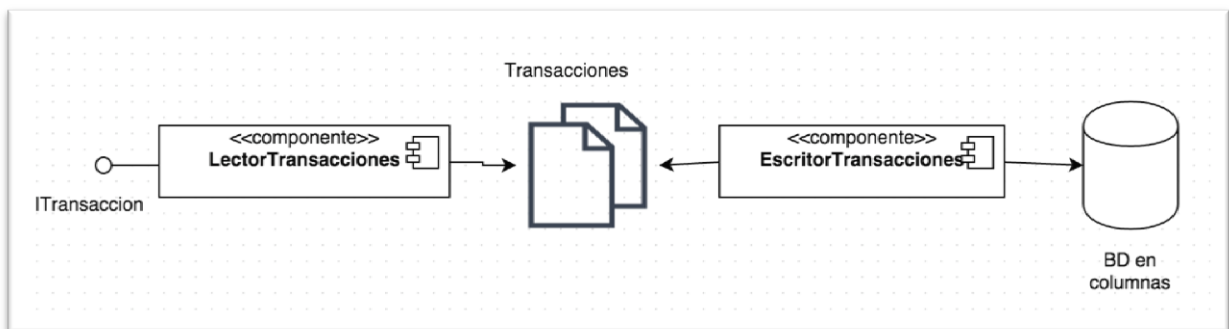 Transacciones
<<componente>>
LectorTransacciones
<<componente>>
EscritorTransacciones
ITransaccion
BD en
columnas